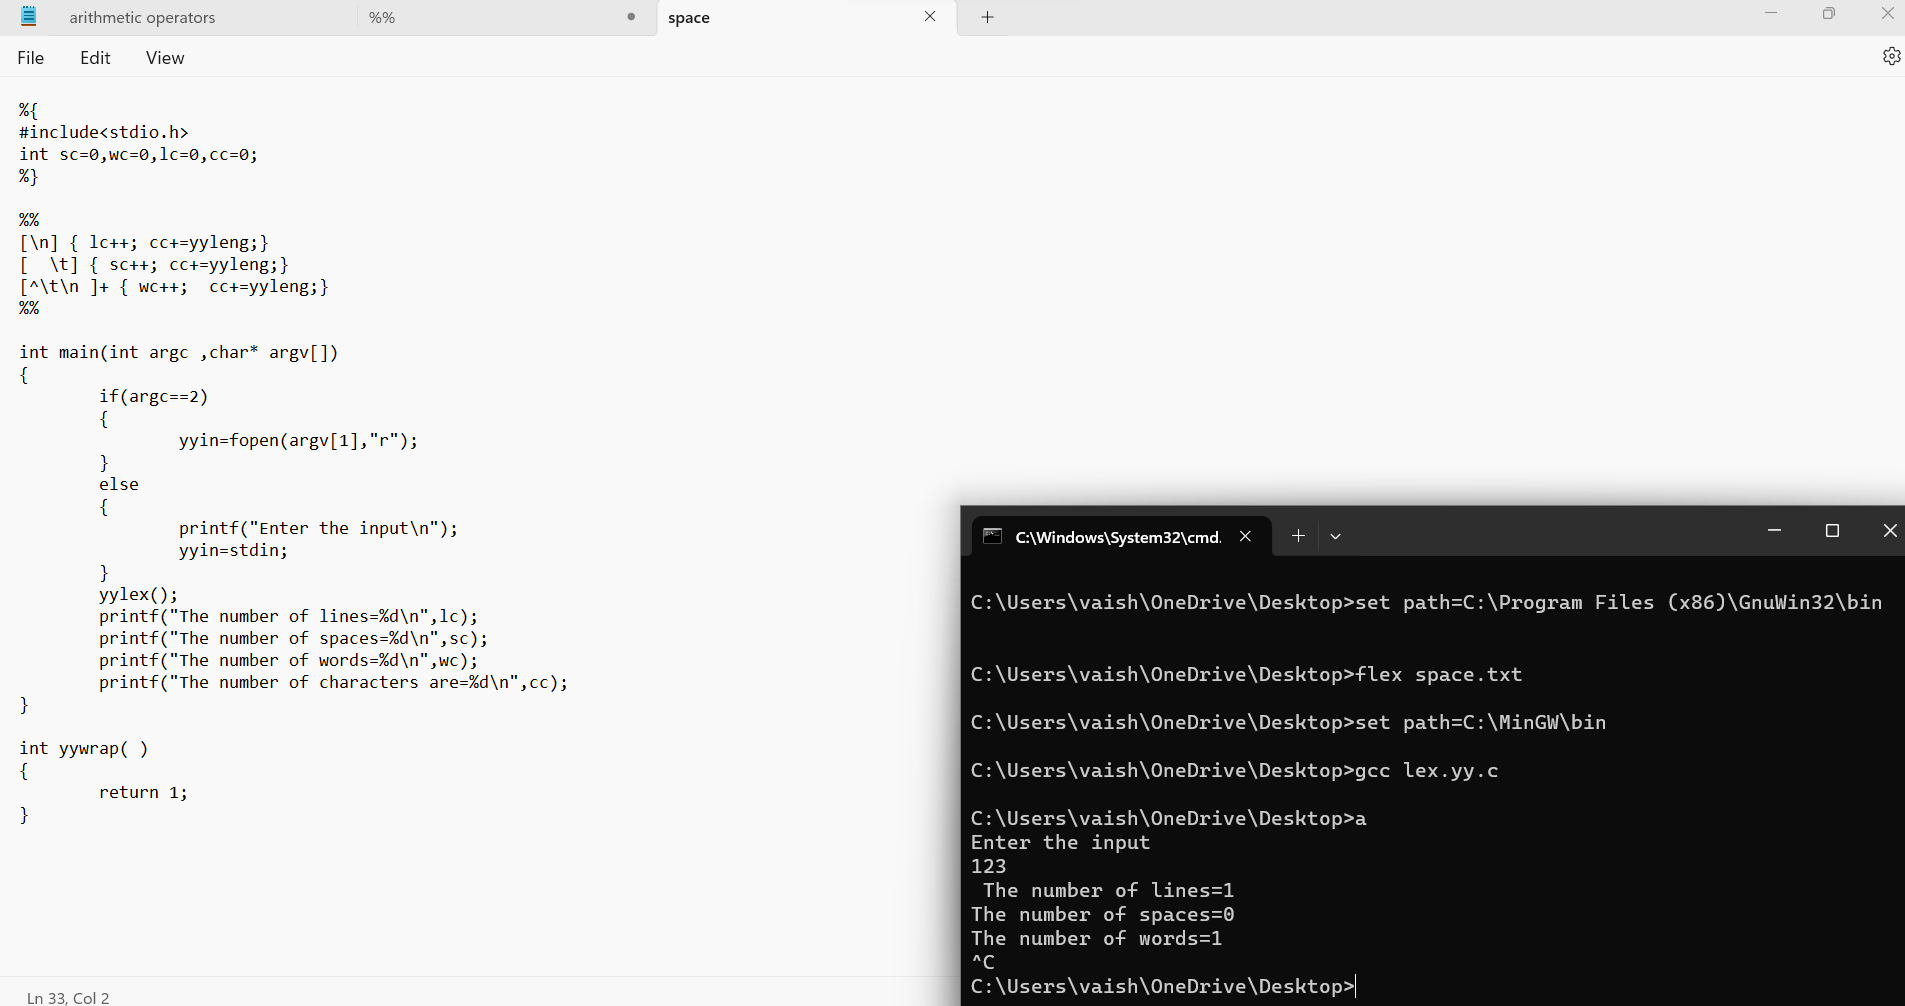 arithmetic operators %% space
File Edit View
%{
#include<stdio.h>
int sc=0,wc=0,lc=0,cc=0;
%}
%%
[\n] { lc++; cc+=yyleng;}
[  \t] { sc++; cc+=yyleng;}
[^\t\n ]+ { wc++;  cc+=yyleng;}
%%
int main(int argc ,char* argv[])
{
        if(argc==2)
        {
                yyin=fopen(argv[1],"r");
        }
        else
        {
                printf("Enter the input\n");
                yyin=stdin;
        }
        yylex();
        printf("The number of lines=%d\n",lc);
        printf("The number of spaces=%d\n",sc);
        printf("The number of words=%d\n",wc);
        printf("The number of characters are=%d\n",cc);
}
int yywrap( )
{
        return 1;
}
Ln 33, Col 2
C:\Windows\System32\cmd.
C:\Users\vaish\OneDrive\Desktop>set path=C:\Program Files (x86)\GnuWin32\bin
C:\Users\vaish\OneDrive\Desktop>flex space.txt
C:\Users\vaish\OneDrive\Desktop>set path=C:\MinGW\bin
C:\Users\vaish\OneDrive\Desktop>gcc lex.yy.c
C:\Users\vaish\OneDrive\Desktop>a
Enter the input
123
 The number of lines=1
The number of spaces=0
The number of words=1
^C
C:\Users\vaish\OneDrive\Desktop>